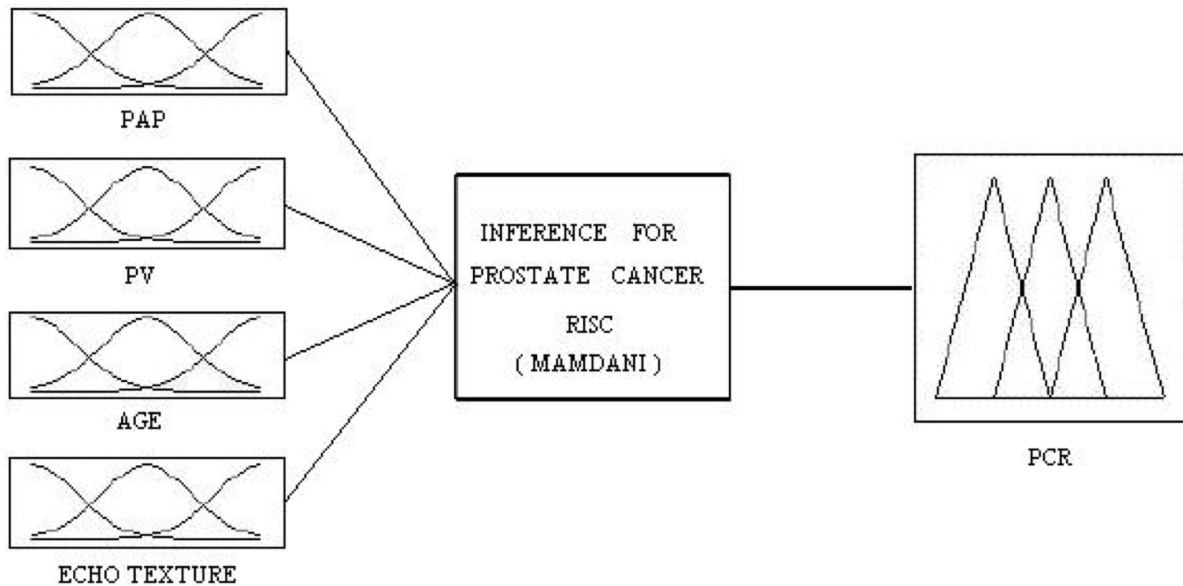 PAP
PV
AGE
ECHO TEXTURE
INFERENCE FOR
PROSTATE CANCER
RISC
( MAMDANI )
PCR